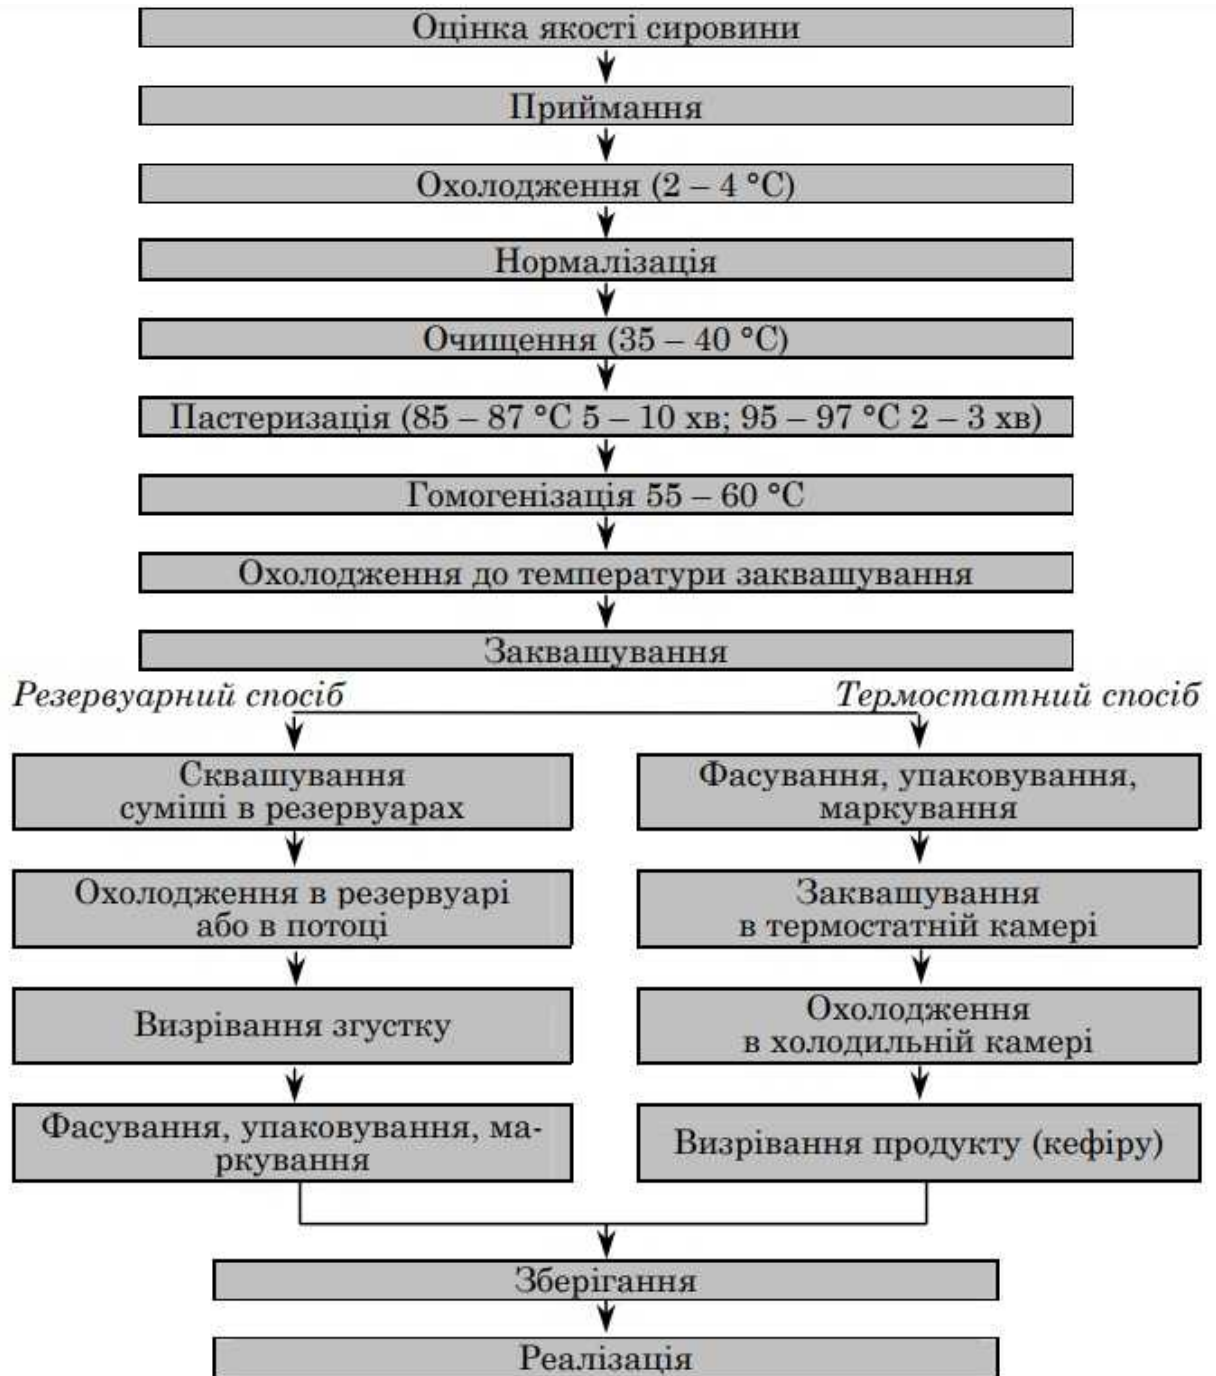 Оцінка якості сировини
Приймання
Охолодження (2 – 4 °С)
Нормалізація
Очищення (35 – 40 °С)
Пастеризація (85 – 87 °С 5 – 10 хв; 95 – 97 °С 2 – 3 хв)
Гомогенізація 55 – 60 °С
Охолодження до температури заквашування
Заквашування
Резервуарний спосіб
Сквашування
суміші в резервуарах
Охолодження в резервуарі
або в потоці
Визрівання згустку
Фасування, упаковування, ма-
ркування
Термостатний спосіб
Фасування, упаковування,
маркування
Заквашування
в термостатній камері
Охолодження
в холодильній камері
Визрівання продукту (кефіру)
Зберігання
Реалізація